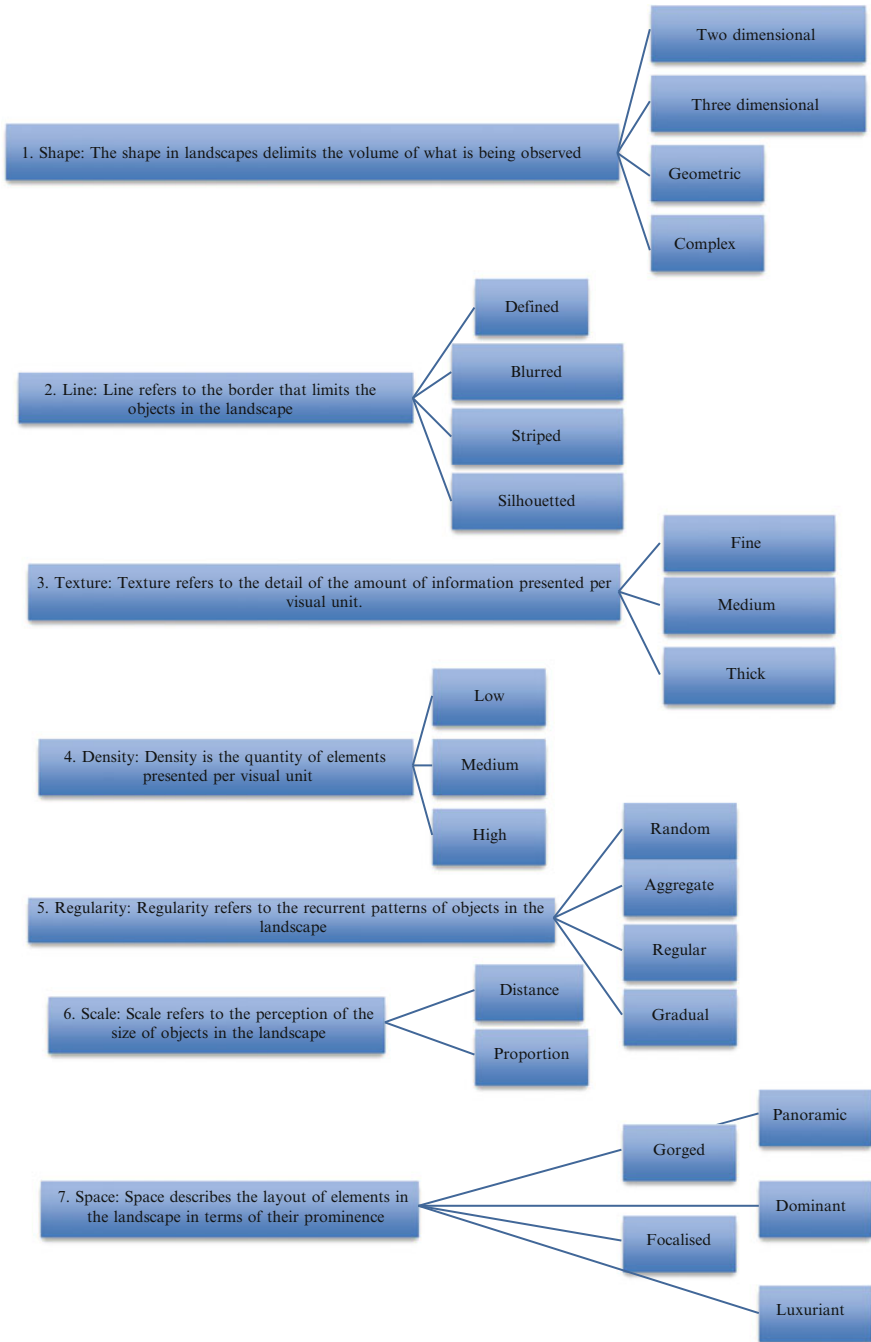 1. Shape: The shape in landscapes delimits the volume of what is being observed
Two dimensional
Three dimensional
Geometric
Complex
2. Line: Line refers to the border that limits the
objects in the landscape
Defined
Blurred
Striped
Silhouetted
3. Texture: Texture refers to the detail of the amount of information presented per
visual unit.
Fine
Medium
Thick
4. Density: Density is the quantity of elements
presented per visual unit
Low
Medium
High
5. Regularity: Regularity refers to the recurrent patterns of objects in the
landscape
Random
Aggregate
Regular
Gradual
6. Scale: Scale refers to the perception of the
size of objects in the landscape
Distance
Proportion
7. Space: Space describes the layout of elements in
the landscape in terms of their prominence
Panoramic
Gorged
Dominant
Focalised
Luxuriant